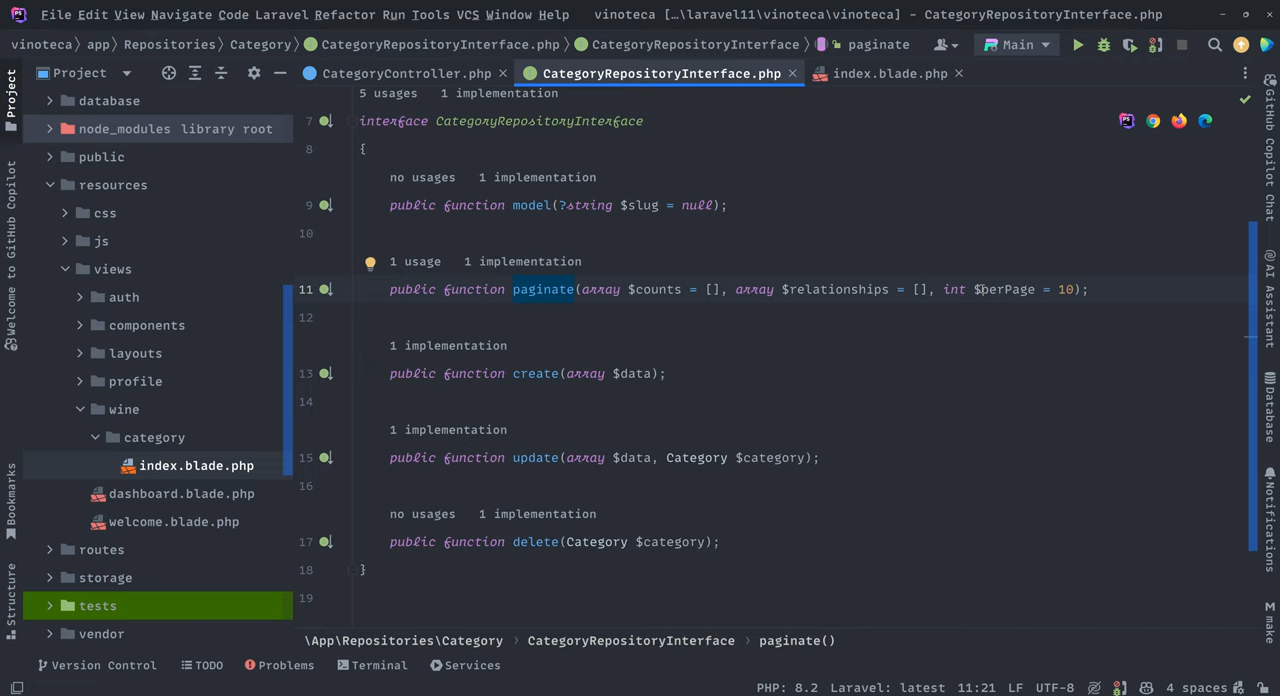 File Edit View Navigate Code Laravel Refactor Run Tools VCS Window Help vinoteca […\laravel11\vinoteca\vinoteca] - CategoryRepositoryInterface.php
vinoteca app Repositories Category CategoryRepositoryInterface.php CategoryRepositoryInterface paginate Main
Project CategoryController.php CategoryRepositoryInterface.php index.blade.php
Project
Welcome to GitHub Copilot
Bookmarks
Structure
database
node_modules library root
public
resources
css
js
views
auth
components
layouts
profile
wine
category
index.blade.php
dashboard.blade.php
welcome.blade.php
routes
storage
tests
vendor
5 usages 1 implementation
7 interface CategoryRepositoryInterface
8 {
no usages 1 implementation
9 public function model(?string $slug = null);
10
1 usage 1 implementation
11 public function paginate(array $counts = [], array $relationships = [], int $perPage = 10);
12
1 implementation
13 public function create(array $data);
14
1 implementation
15 public function update(array $data, Category $category);
16
no usages 1 implementation
17 public function delete(Category $category);
18 }
19
GitHub Copilot Chat
AI Assistant
Database
Notifications
M make
\App\Repositories\Category CategoryRepositoryInterface paginate()
Version Control TODO Problems Terminal Services
PHP: 8.2 Laravel: latest 11:21 LF UTF-8 4 spaces